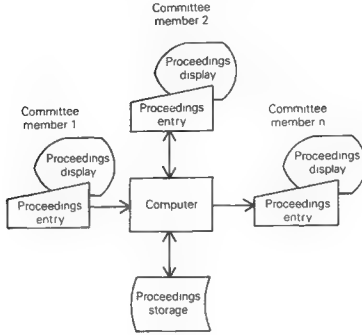 Committee
member 2
Proceedings
display
Proceedings
entry
Committee
member 1
Proceedings
display
Proceedings
entry
Computer
Committee
member n
Proceedings
display
Proceedings
entry
Proceedings
storage